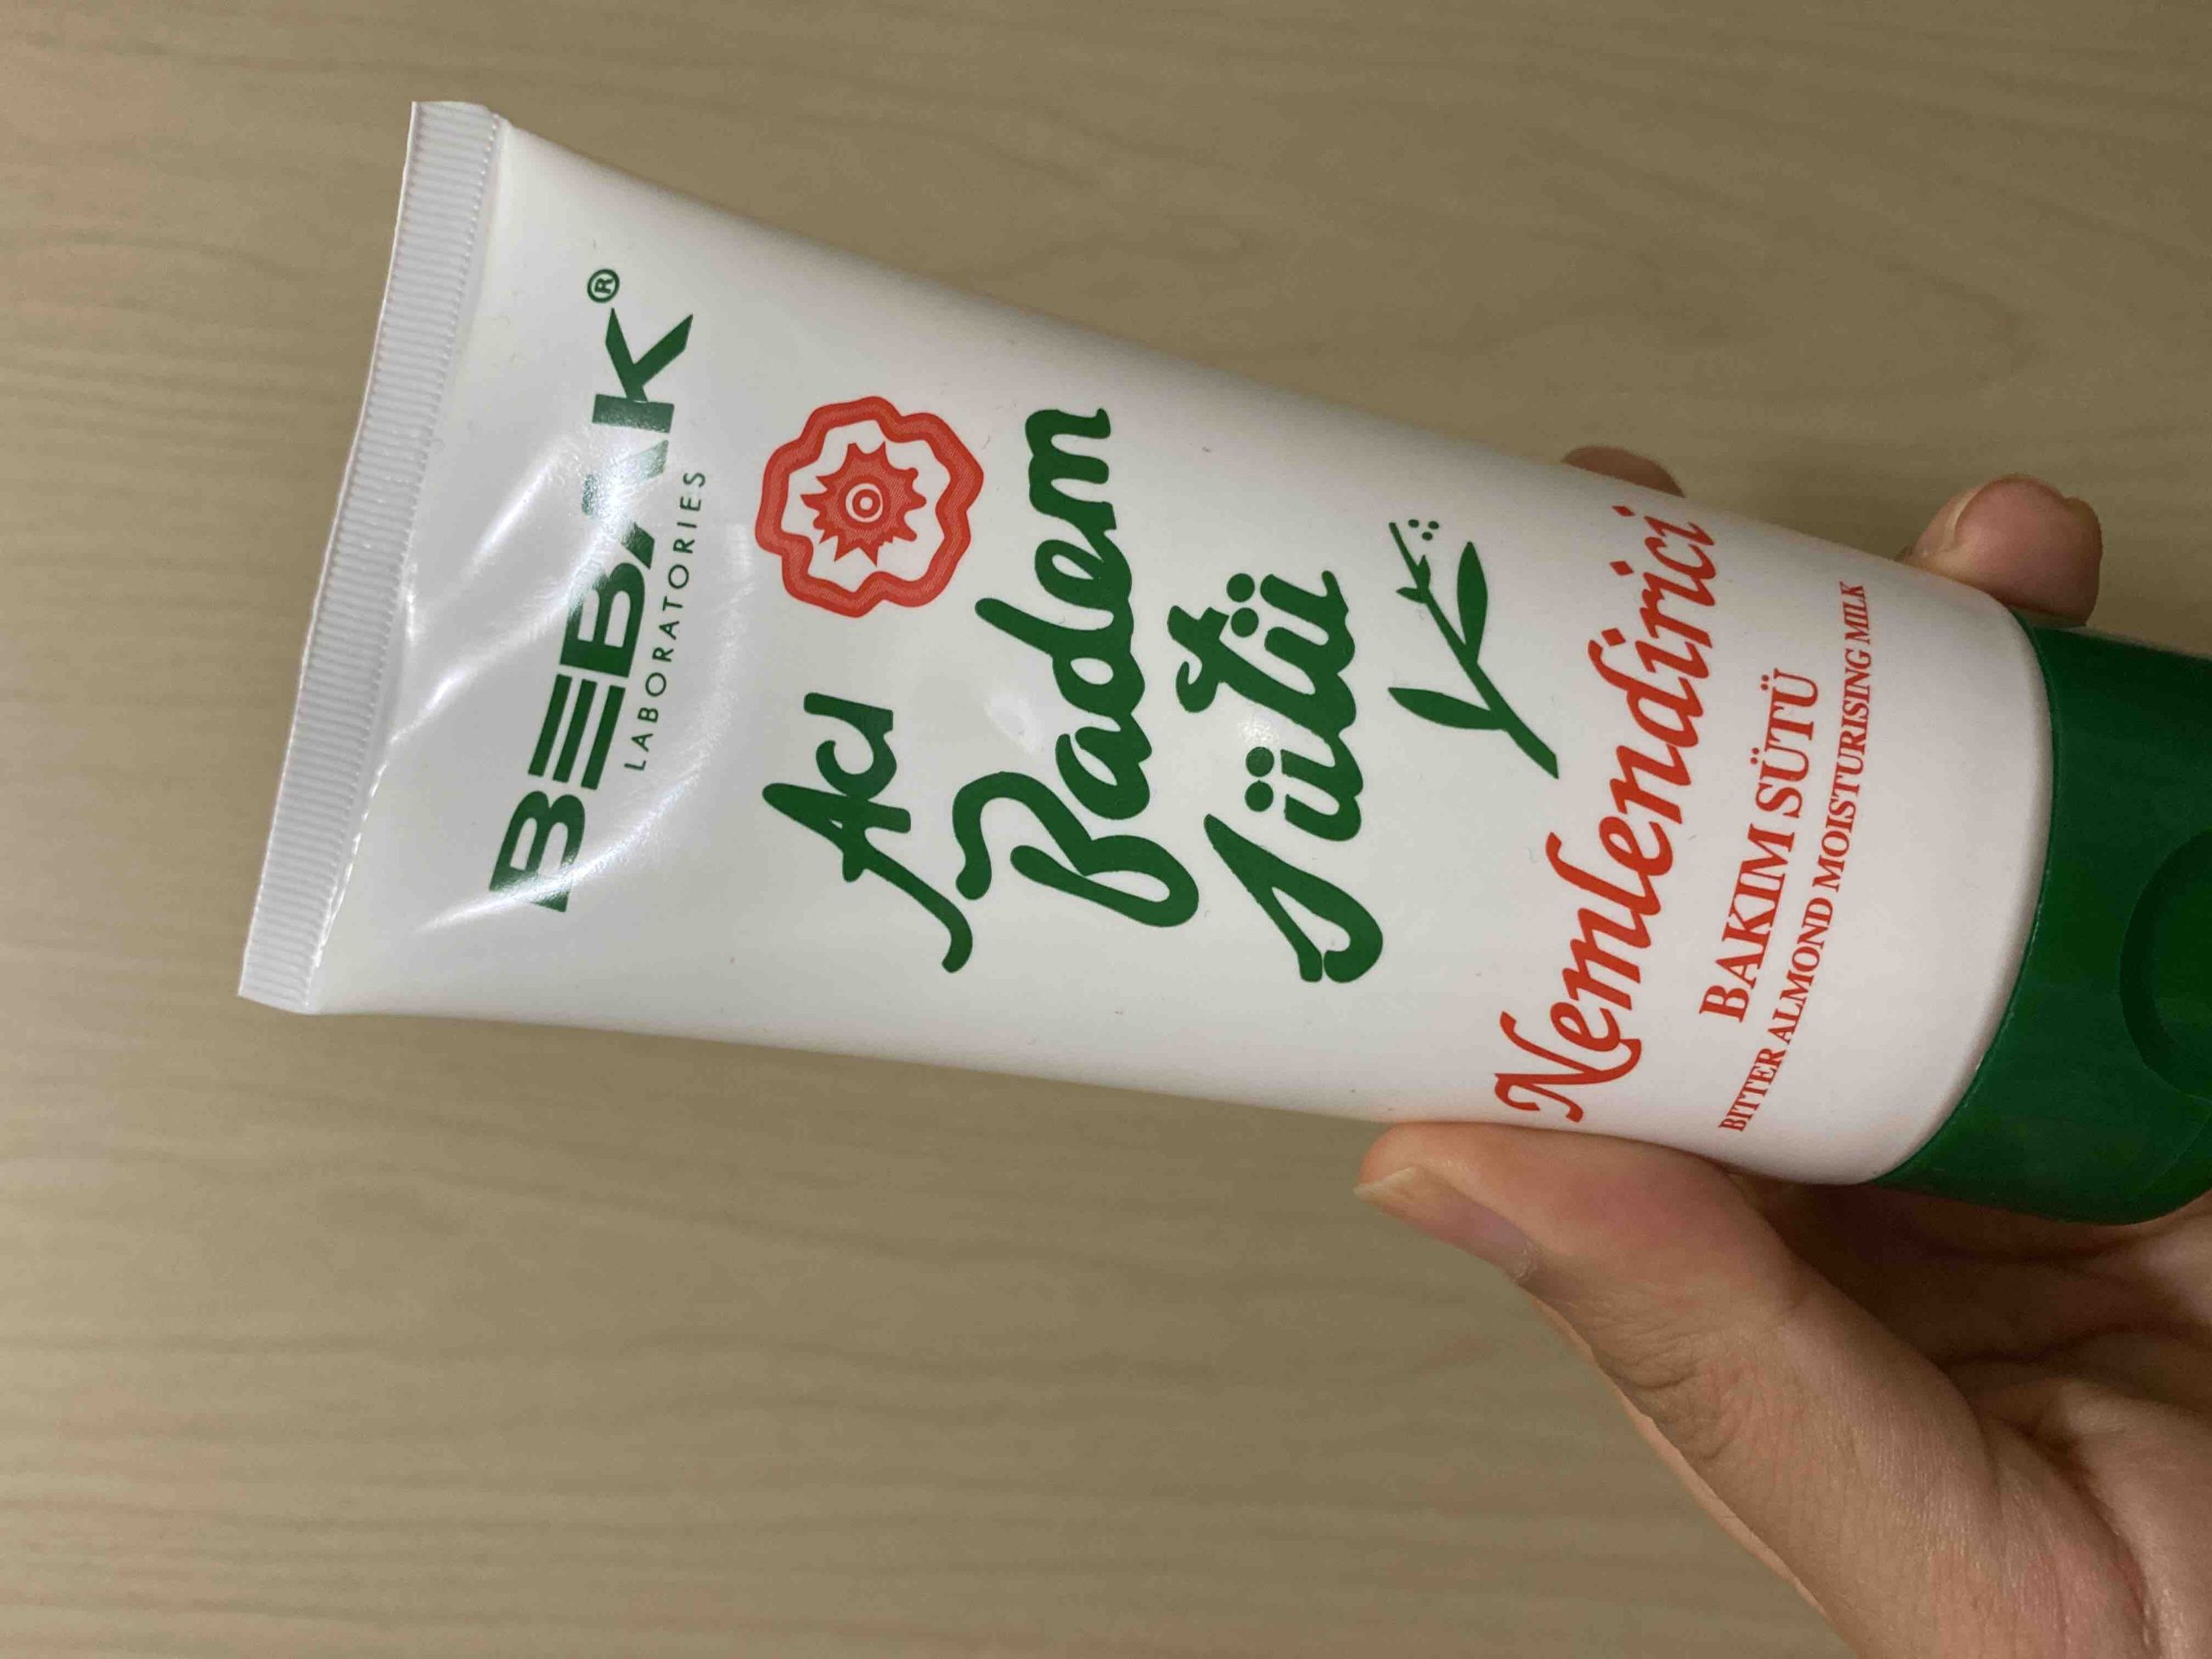 BEBAK®
LABORATORIES
Acı
Badem
Sütü
Nemlendirici
BAKIM SÜTÜ
BITTER ALMOND MOISTURISING MILK